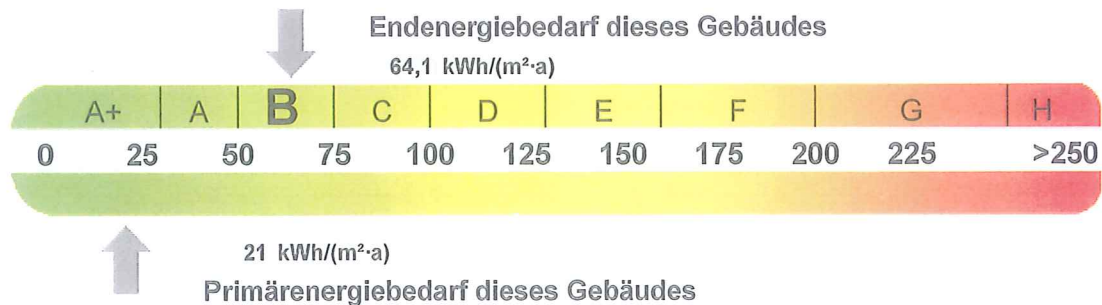 Endenergiebedarf dieses Gebäudes
64,1 kWh/(m²·a)
A+ A B C D E F G H
0 25 50 75 100 125 150 175 200 225 >250
21 kWh/(m²·a)
Primärenergiebedarf dieses Gebäudes